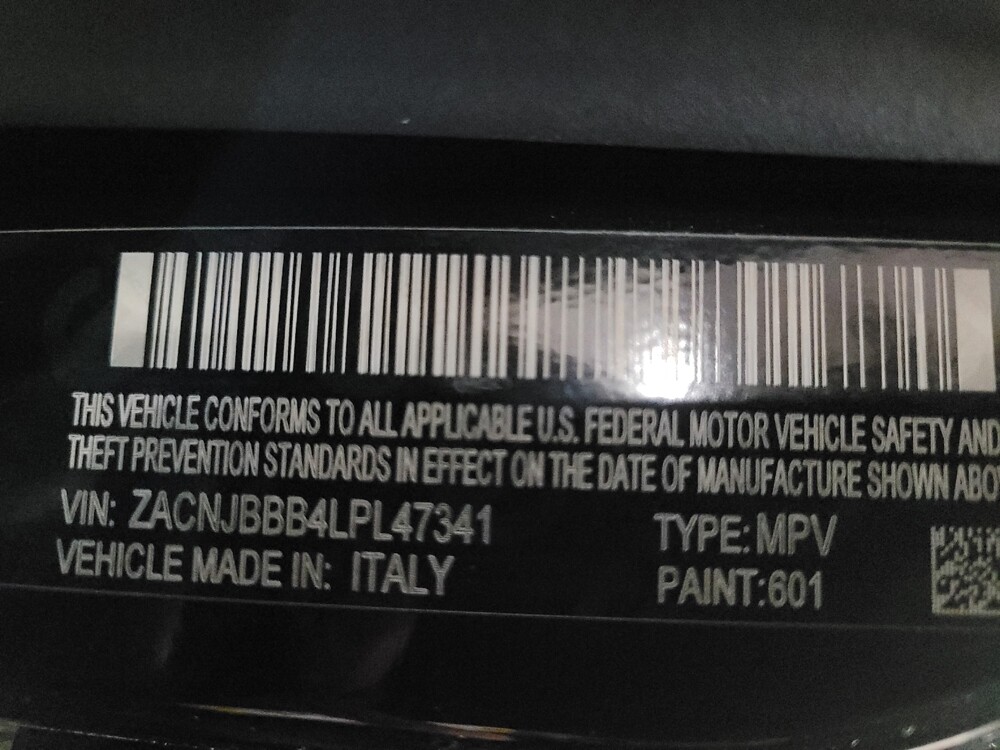 THIS VEHICLE CONFORMS TO ALL APPLICABLE U.S. FEDERAL MOTOR VEHICLE SAFETY AND
THEFT PREVENTION STANDARDS IN EFFECT ON THE DATE OF MANUFACTURE SHOWN ABO
VIN: ZACNJBBB4LPL47341 TYPE: MPV
VEHICLE MADE IN: ITALY PAINT:601